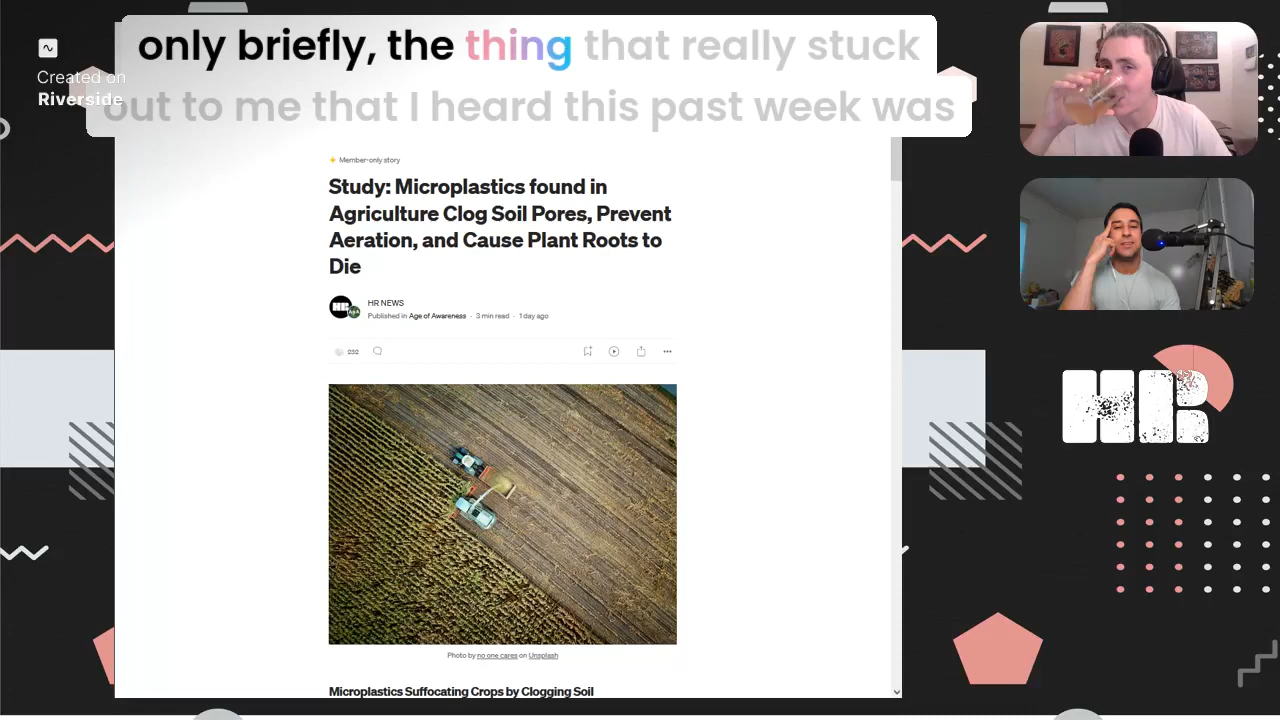 only briefly, the thing that really stuck
out to me that I heard this past week was
Created on
Riverside
Member-only story
Study: Microplastics found in
Agriculture Clog Soil Pores, Prevent
Aeration, and Cause Plant Roots to
Die
HR NEWS
Published in Age of Awareness · 3 min read · 1 day ago
232
Photo by no one cares on Unsplash
Microplastics Suffocating Crops by Clogging Soil
HR